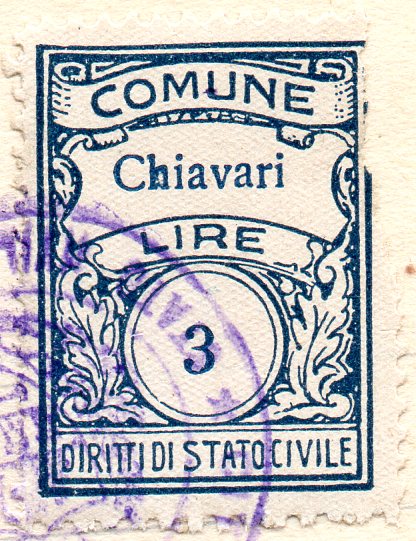 COMUNE
Chiavari
LIRE
3
DIRITTI DI STATO CIVILE